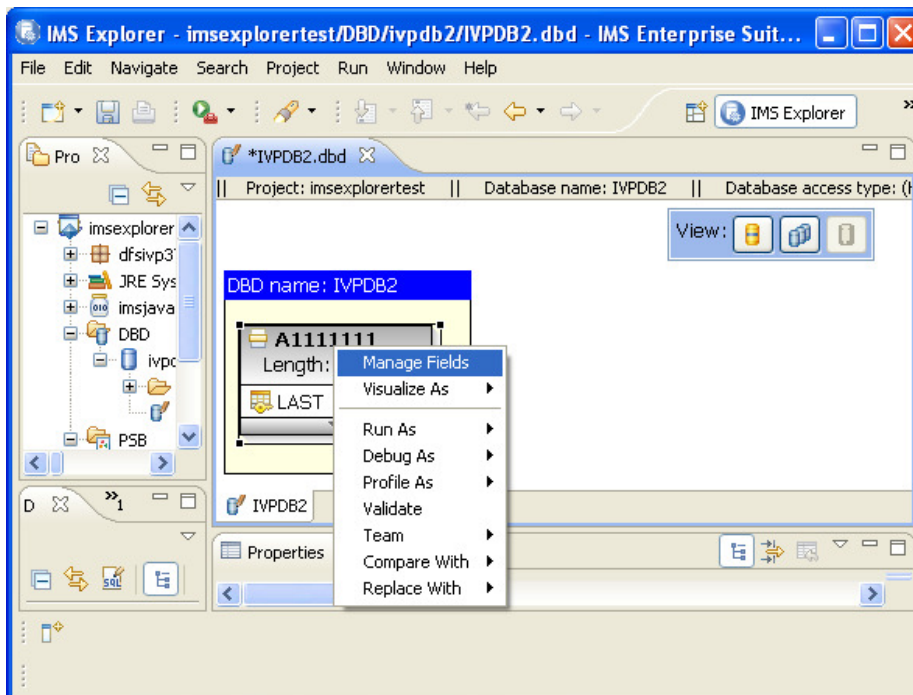 IMS Explorer - imsexplorertest/DBD/ivpdb2/IVPDB2.dbd - IMS Enterprise Suit...
File Edit Navigate Search Project Run Window Help
IMS Explorer
Pro
*IVPDB2.dbd
|| Project: imsexplorertest || Database name: IVPDB2 || Database access type: (H
View:
imsexplorer
dfsivp3
JRE Sys
imsjava
DBD
ivpd
PSB
DBD name: IVPDB2
A1111111
Length:
LAST
Manage Fields
Visualize As
Run As
Debug As
Profile As
Validate
Team
Compare With
Replace With
IVPDB2
D
»1
Properties
SQL